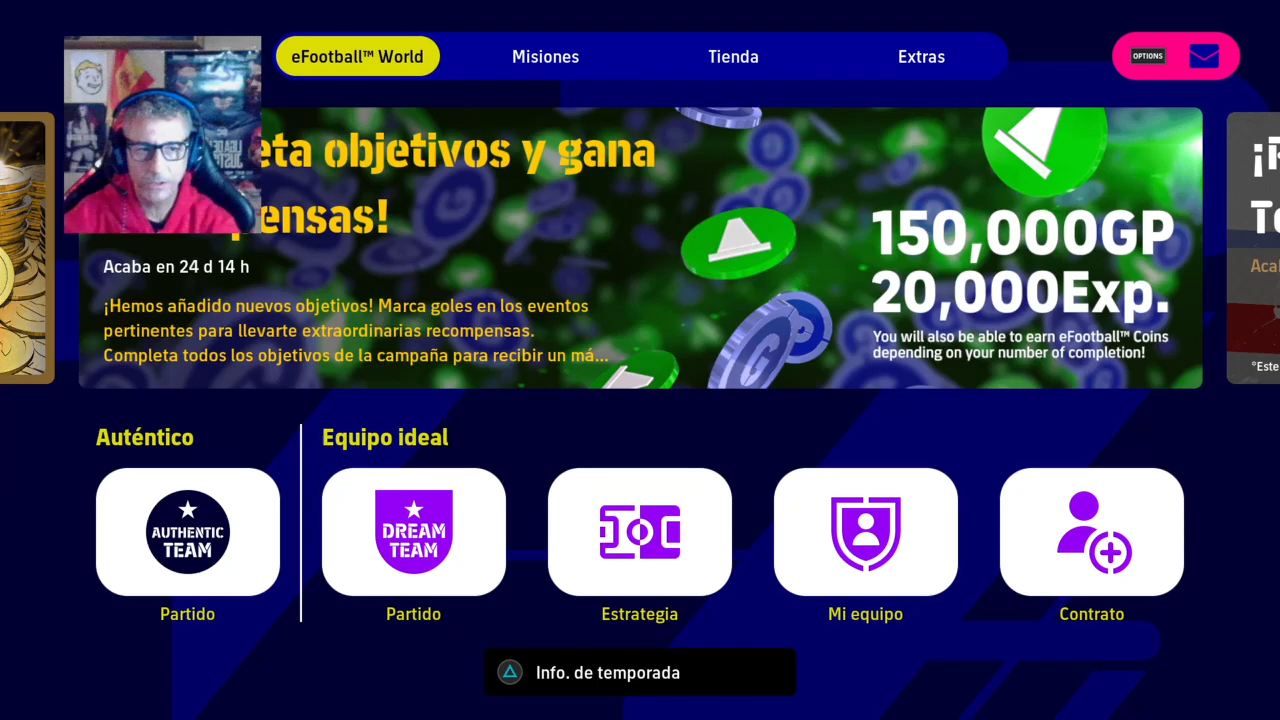 eFootball™ World
Misiones
Tienda
Extras
OPTIONS
eta objetivos y gana
ensas!
Acaba en 24 d 14 h
¡Hemos añadido nuevos objetivos! Marca goles en los eventos
pertinentes para llevarte extraordinarias recompensas.
Completa todos los objetivos de la campaña para recibir un má...
150,000GP
20,000Exp.
You will also be able to earn eFootball™ Coins
depending on your number of completion!
Acal
*Este
Auténtico
Equipo ideal
AUTHENTIC
TEAM
DREAM
TEAM
Partido
Partido
Estrategia
Mi equipo
Contrato
Info. de temporada